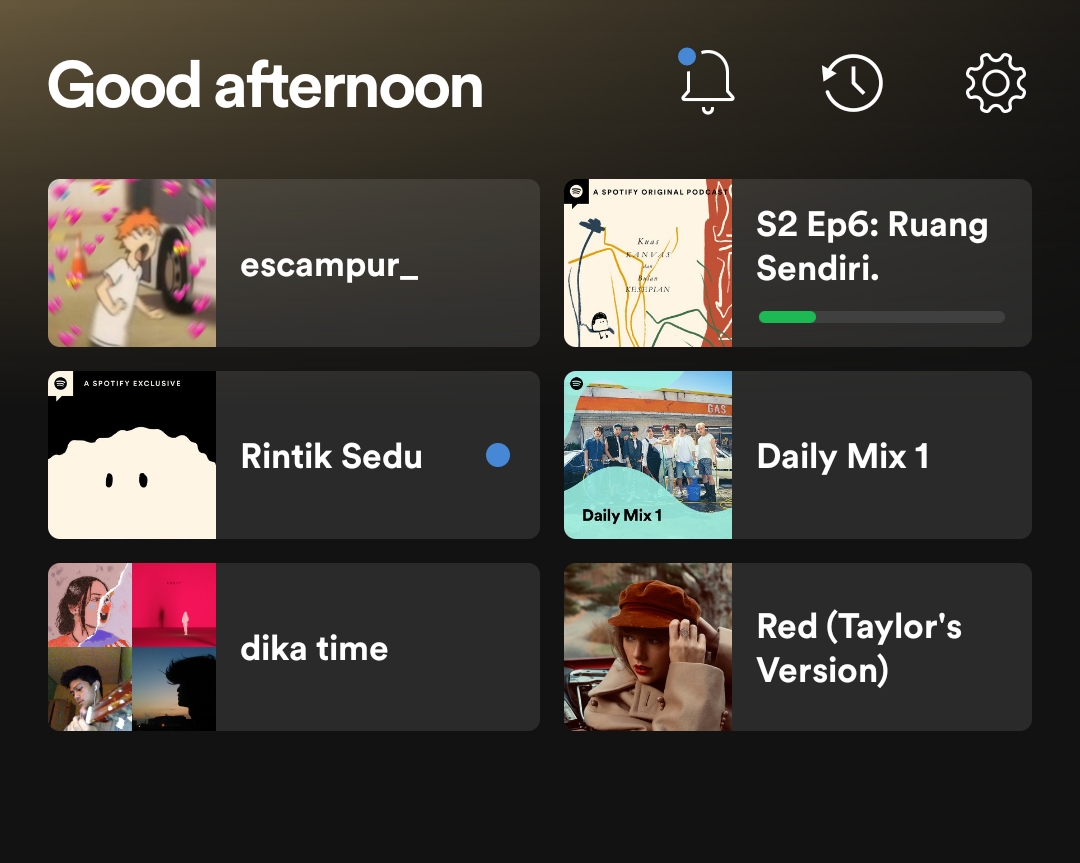 Good afternoon
escampur_
A SPOTIFY ORIGINAL PODCAST
Kuas
KANVAS
dan
Bulan
KESEPIAN
S2 Ep6: Ruang
Sendiri.
A SPOTIFY EXCLUSIVE
Rintik Sedu
GAS
Daily Mix 1
Daily Mix 1
dika time
Red (Taylor's
Version)